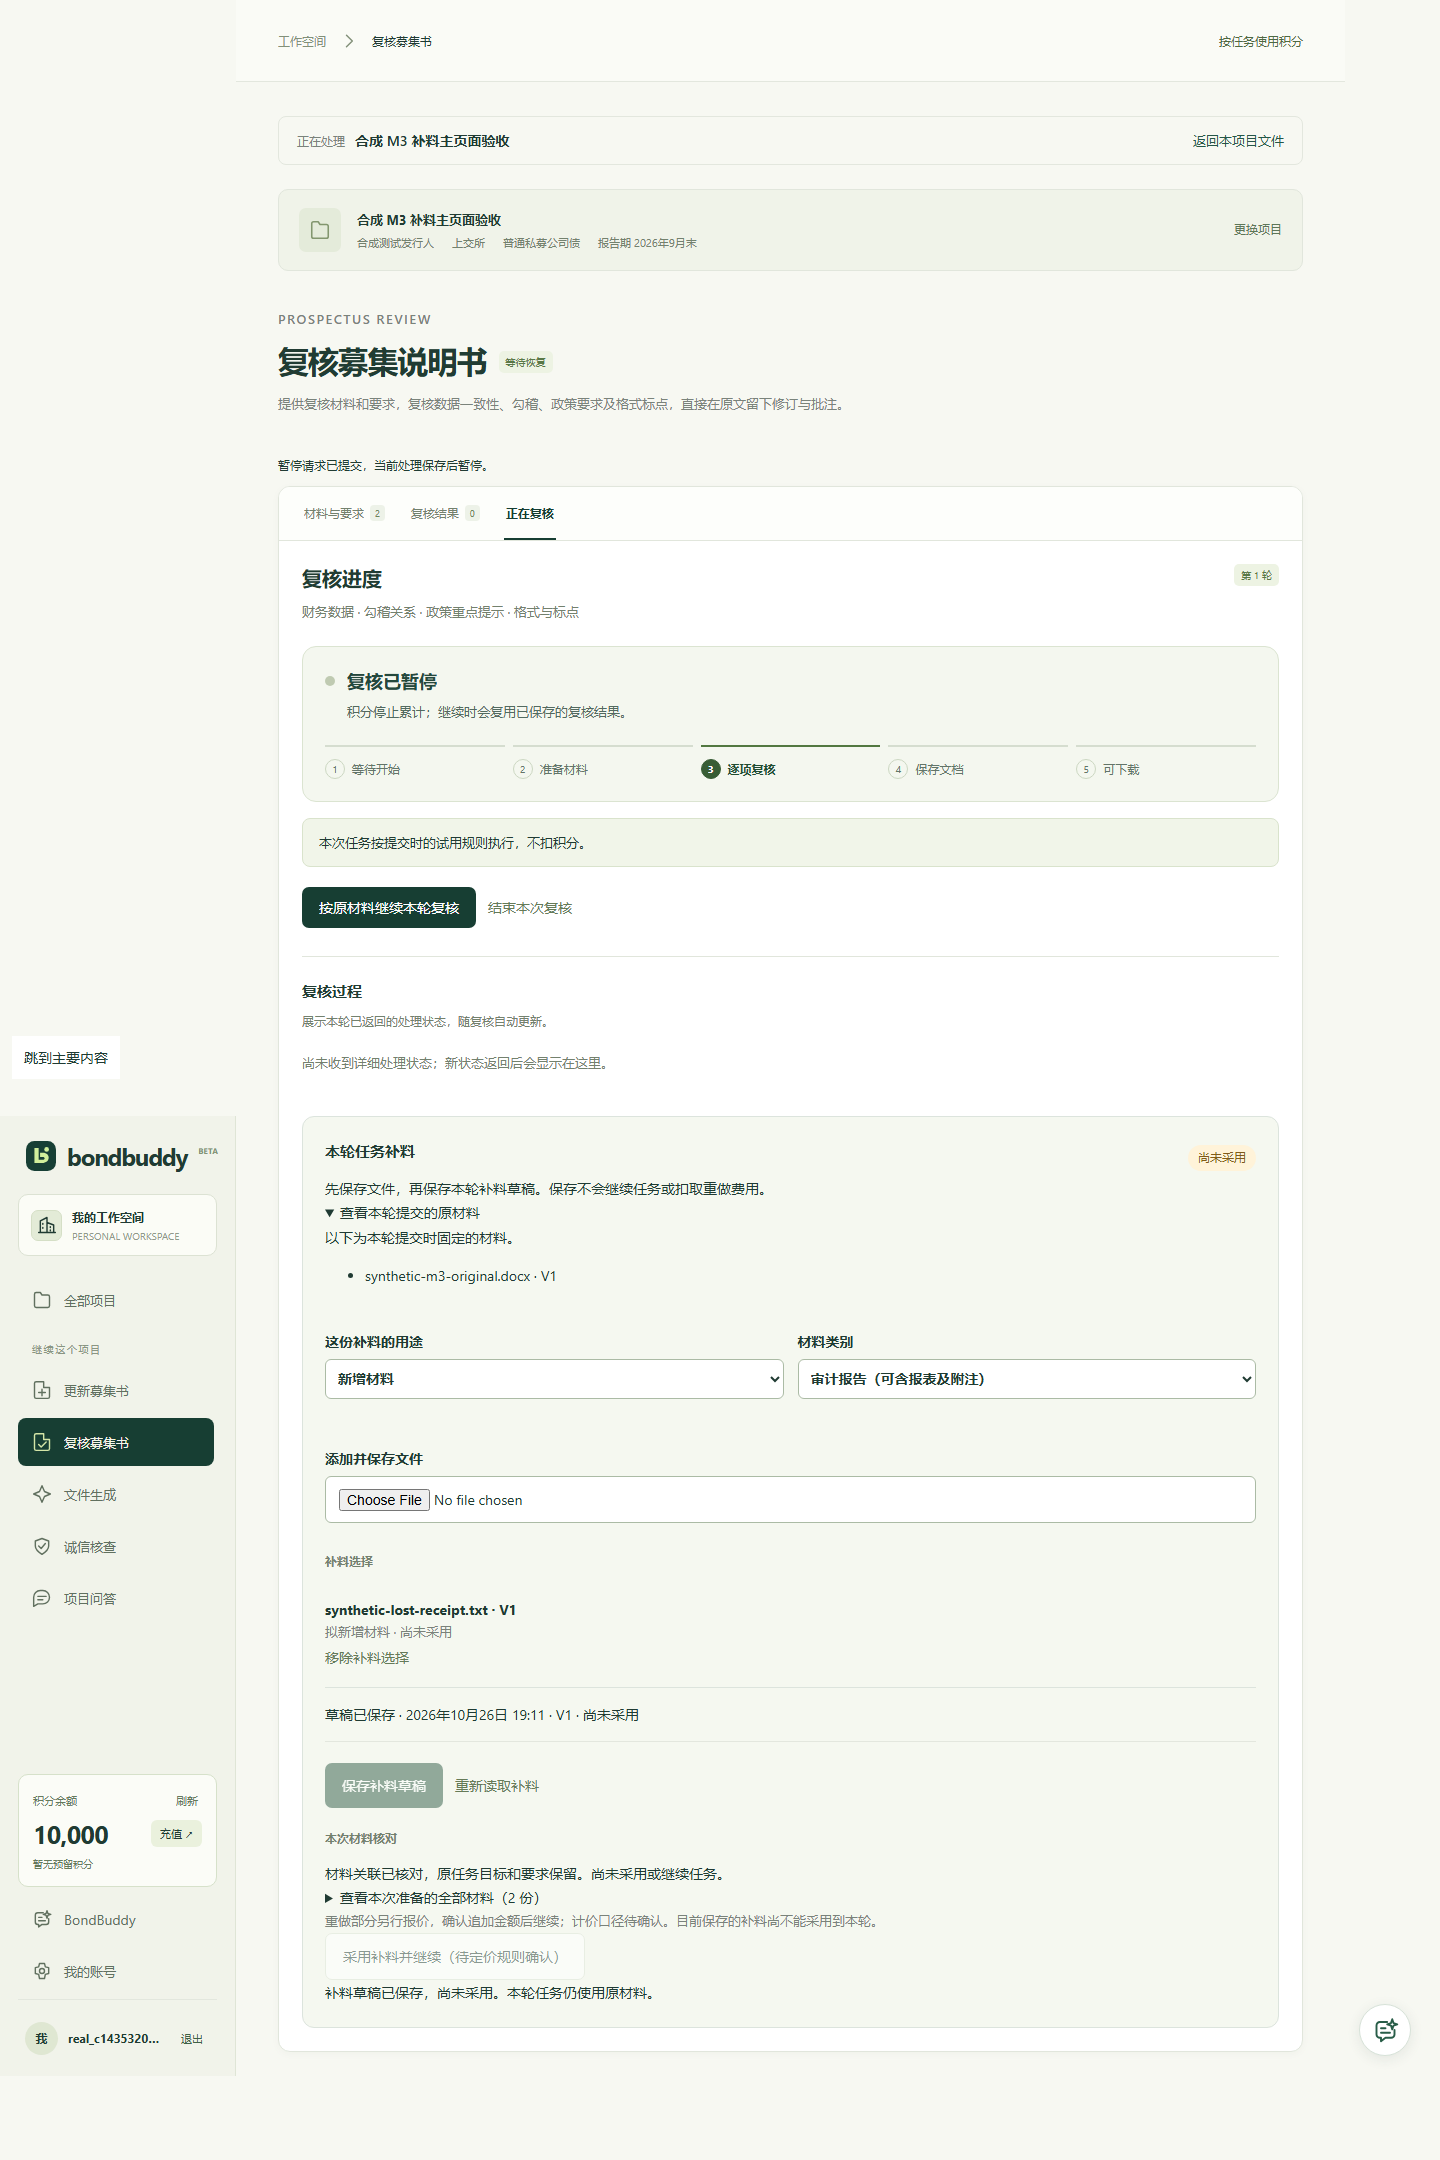 工作空间
复核募集书
按任务使用积分
正在处理 合成 M3 补料主页面验收
返回本项目文件
合成 M3 补料主页面验收
合成测试发行人 上交所 普通私募公司债 报告期 2026年9月末
更换项目
PROSPECTUS REVIEW
复核募集说明书 等待恢复
提供复核材料和要求，复核数据一致性、勾稽、政策要求及格式标点，直接在原文留下修订与批注。
暂停请求已提交，当前处理保存后暂停。
材料与要求 2 复核结果 0 正在复核
复核进度
第 1 轮
财务数据 · 勾稽关系 · 政策重点提示 · 格式与标点
复核已暂停
积分停止累计；继续时会复用已保存的复核结果。
1 等待开始 2 准备材料 3 逐项复核 4 保存文档 5 可下载
本次任务按提交时的试用规则执行，不扣积分。
按原材料继续本轮复核 结束本次复核
复核过程
展示本轮已返回的处理状态，随复核自动更新。
尚未收到详细处理状态；新状态返回后会显示在这里。
本轮任务补料
尚未采用
先保存文件，再保存本轮补料草稿。保存不会继续任务或扣取重做费用。
▼ 查看本轮提交的原材料
以下为本轮提交时固定的材料。
• synthetic-m3-original.docx · V1
这份补料的用途 材料类别
新增材料 审计报告（可含报表及附注）
添加并保存文件
Choose File No file chosen
补料选择
synthetic-lost-receipt.txt · V1
拟新增材料 · 尚未采用
移除补料选择
草稿已保存 · 2026年10月26日 19:11 · V1 · 尚未采用
保存补料草稿 重新读取补料
本次材料核对
材料关联已核对，原任务目标和要求保留。尚未采用或继续任务。
▶ 查看本次准备的全部材料（2 份）
重做部分另行报价，确认追加金额后继续；计价口径待确认。目前保存的补料尚不能采用到本轮。
采用补料并继续（待定价规则确认）
补料草稿已保存，尚未采用。本轮任务仍使用原材料。
跳到主要内容
bondbuddy BETA
我的工作空间
PERSONAL WORKSPACE
全部项目
继续这个项目
更新募集书
复核募集书
文件生成
诚信核查
项目问答
积分余额 刷新
10,000 充值 ↗
暂无预留积分
BondBuddy
我的账号
我 real_c1435320... 退出